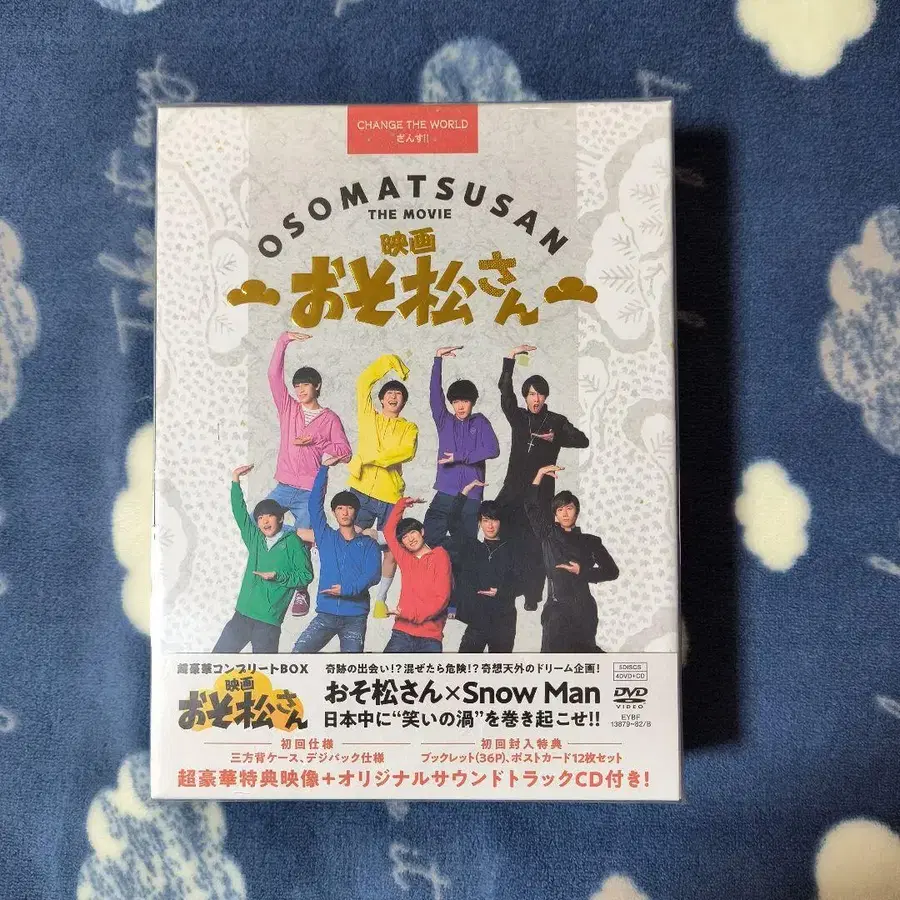 CHANGE THE WORLD
ざんす!!
OSOMATSUSAN
THE MOVIE
映画
おそ松さん
超豪華コンプリートBOX
映画
おそ松さん
奇跡の出会い!?混ぜたら危険!?奇想天外のドリーム企画!
おそ松さん×Snow Man
日本中に“笑いの渦”を巻き起こせ!!
5DISCS
4DVD+CD
DVD
VIDEO
EYBF
13879~82/B
初回仕様
三方背ケース、デジパック仕様
初回封入特典
ブックレット(36P)、ポストカード12枚セット
超豪華特典映像+オリジナルサウンドトラックCD付き!